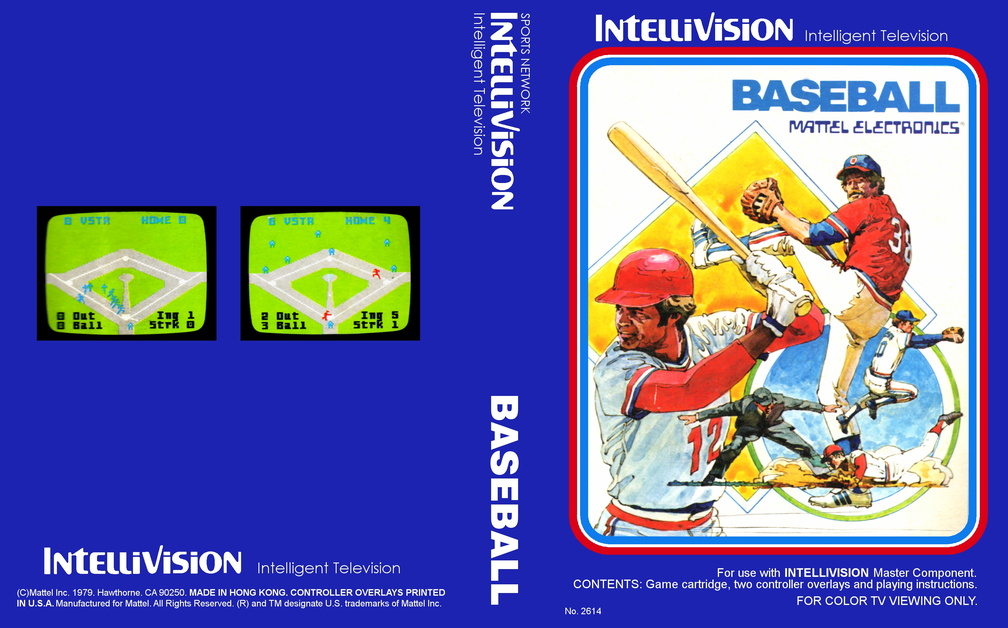 0 VSTR HOME 0
0 Out Ing 1
0 Ball Strk 0
HOME 4
2 Out Ing 5
3 Ball Strk 1
INTELLIVISION Intelligent Television
(C)Mattel Inc. 1979. Hawthorne. CA 90250. MADE IN HONG KONG. CONTROLLER OVERLAYS PRINTED
IN U.S.A. Manufactured for Mattel. All Rights Reserved. (R) and TM designate U.S. trademarks of Mattel Inc.
SPORTS NETWORK
INTELLIVISION
Intelligent Television
BASEBALL
INTELLIVISION Intelligent Television
BASEBALL
MATTEL ELECTRONICS®
12
For use with INTELLIVISION Master Component.
CONTENTS: Game cartridge, two controller overlays and playing instructions.
FOR COLOR TV VIEWING ONLY.
No. 2614